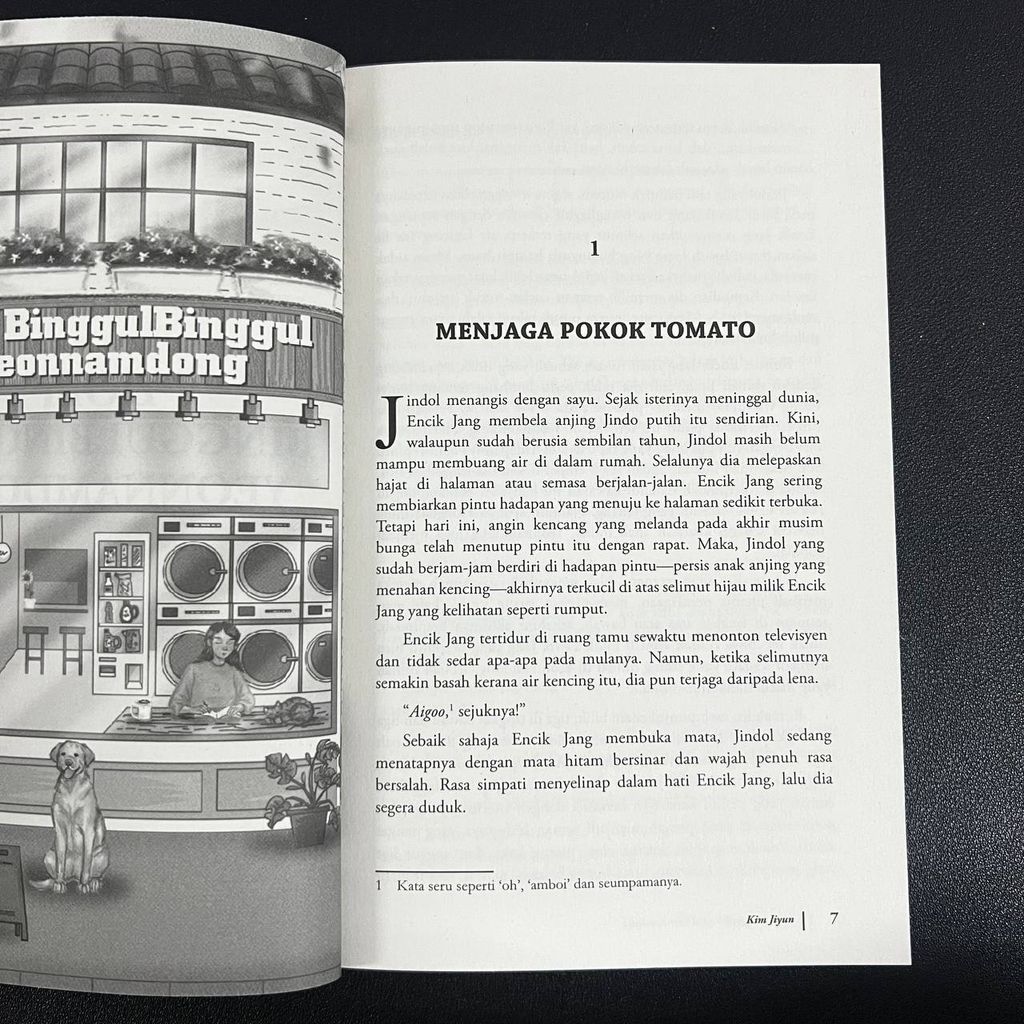 BinggulBinggul
eonnamdong
1
MENJAGA POKOK TOMATO
Jindol menangis dengan sayu. Sejak isterinya meninggal dunia,
Encik Jang membela anjing Jindo putih itu sendirian. Kini,
walaupun sudah berusia sembilan tahun, Jindol masih belum
mampu membuang air di dalam rumah. Selalunya dia melepaskan
hajat di halaman atau semasa berjalan-jalan. Encik Jang sering
membiarkan pintu hadapan yang menuju ke halaman sedikit terbuka.
Tetapi hari ini, angin kencang yang melanda pada akhir musim
bunga telah menutup pintu itu dengan rapat. Maka, Jindol yang
sudah berjam-jam berdiri di hadapan pintu—persis anak anjing yang
menahan kencing—akhirnya terkucil di atas selimut hijau milik Encik
Jang yang kelihatan seperti rumput.
Encik Jang tertidur di ruang tamu sewaktu menonton televisyen
dan tidak sedar apa-apa pada mulanya. Namun, ketika selimutnya
semakin basah kerana air kencing itu, dia pun terjaga daripada lena.
“Aigoo,¹ sejuknya!”
Sebaik sahaja Encik Jang membuka mata, Jindol sedang
menatapnya dengan mata hitam bersinar dan wajah penuh rasa
bersalah. Rasa simpati menyelinap dalam hati Encik Jang, lalu dia
segera duduk.
1 Kata seru seperti ‘oh’, ‘amboi’ dan seumpamanya.
Kim Jiyun | 7